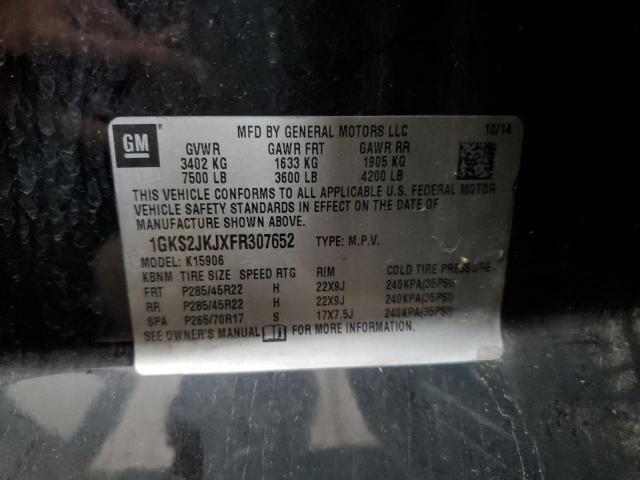 MFD BY GENERAL MOTORS LLC 10/14
GM
GVWR GAWR FRT GAWR RR
3402 KG 1633 KG 1905 KG
7500 LB 3600 LB 4200 LB
THIS VEHICLE CONFORMS TO ALL APPLICABLE U.S. FEDERAL MOTOR
VEHICLE SAFETY STANDARDS IN EFFECT ON THE DATE OF
MANUFACTURE SHOWN ABOVE.
1GKS2JKJXFR307652 TYPE: M.P.V.
MODEL: K15906
KBNM TIRE SIZE SPEED RTG RIM COLD TIRE PRESSURE
FRT P285/45R22 H 22X9J 240KPA(35PSI)
RR P285/45R22 H 22X9J 240KPA(35PSI)
SPA P265/70R17 S 17X7.5J 240KPA(35PSI)
SEE OWNER'S MANUAL FOR MORE INFORMATION.